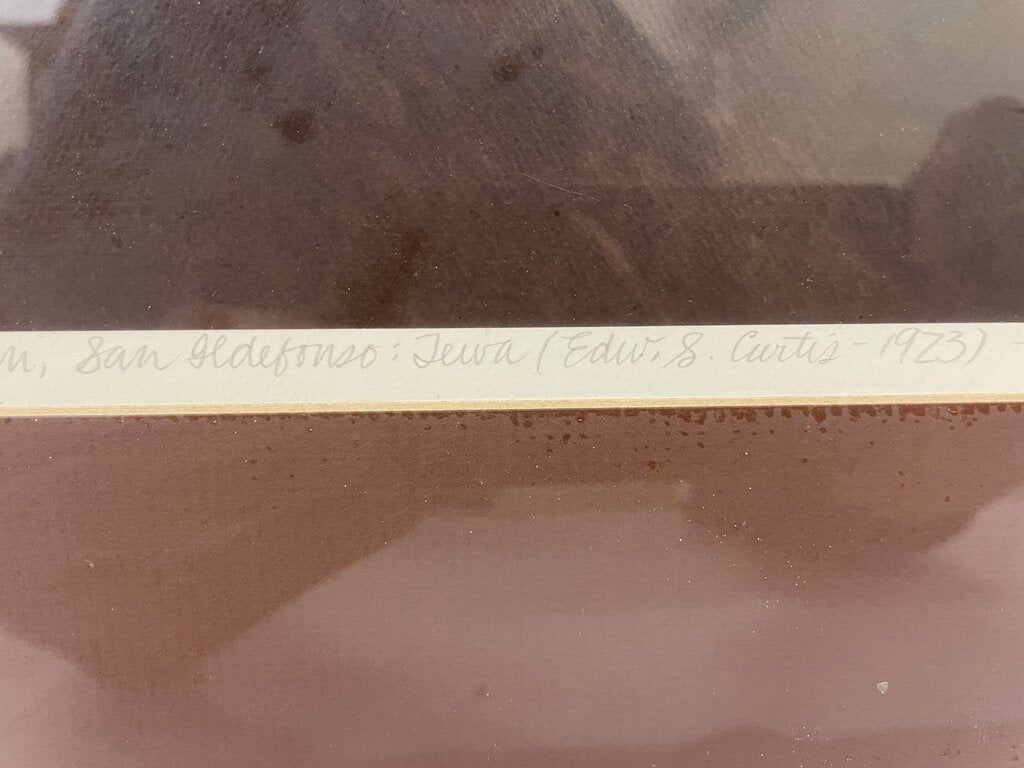 n, San Ildefonso: Tewa (Edw. S. Curtis - 1923) -